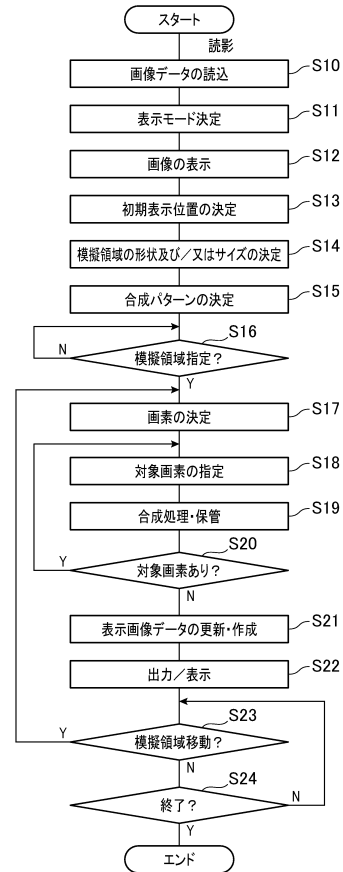 スタート
読影
画像データの読込 S10
表示モード決定 S11
画像の表示 S12
初期表示位置の決定 S13
模擬領域の形状及び／又はサイズの決定 S14
合成パターンの決定 S15
S16
N 模擬領域指定？
Y
画素の決定 S17
対象画素の指定 S18
合成処理・保管 S19
S20
Y 対象画素あり？
N
表示画像データの更新・作成 S21
出力／表示 S22
S23
Y 模擬領域移動？
N
S24
終了？ N
Y
エンド